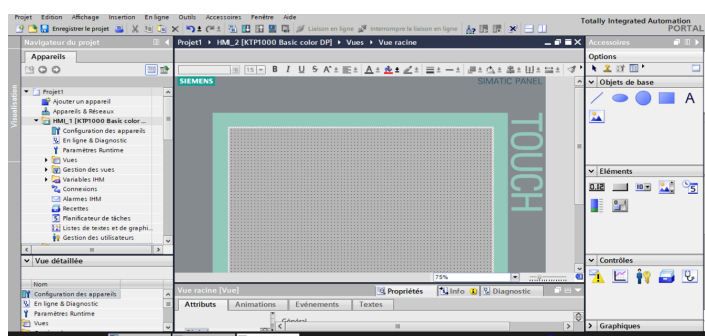 Projet Edition Affichage Insertion En ligne Outils Accessoires Fenêtre Aide
Totally Integrated Automation
PORTAL
Enregistrer le projet
Liaison en ligne
Interrompre la liaison en ligne
Navigateur du projet
Projet1 HMI_2 [KTP1000 Basic color DP] Vues Vue racine
Accessoires
Appareils
Options
Visualisation
15
B I U S A
SIEMENS
SIMATIC PANEL
TOUCH
Objets de base
A
Projet1
Ajouter un appareil
Appareils & Réseaux
HMI_1 [KTP1000 Basic color ...
Configuration des appareils
En ligne & Diagnostic
Paramètres Runtime
Vues
Gestion des vues
Variables IHM
Connexions
Alarmes IHM
Recettes
Planificateur de tâches
Listes de textes et de graphi...
Gestion des utilisateurs
Eléments
Vue détaillée
75%
Contrôles
Nom
Vue racine [Vue]
Propriétés Info Diagnostic
Configuration des appareils
En ligne & Diagnostic
Paramètres Runtime
Vues
Attributs Animations Evénements Textes
Général
Graphiques